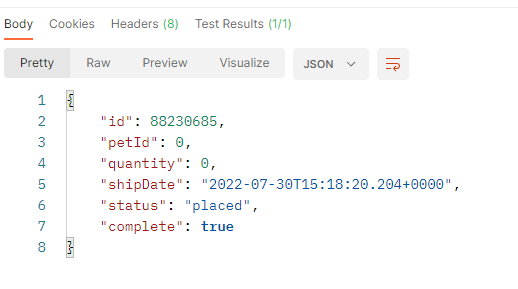 Body Cookies Headers (8) Test Results (1/1)
Pretty Raw Preview Visualize JSON
1 {
2 "id": 88230685,
3 "petId": 0,
4 "quantity": 0,
5 "shipDate": "2022-07-30T15:18:20.204+0000",
6 "status": "placed",
7 "complete": true
8 }